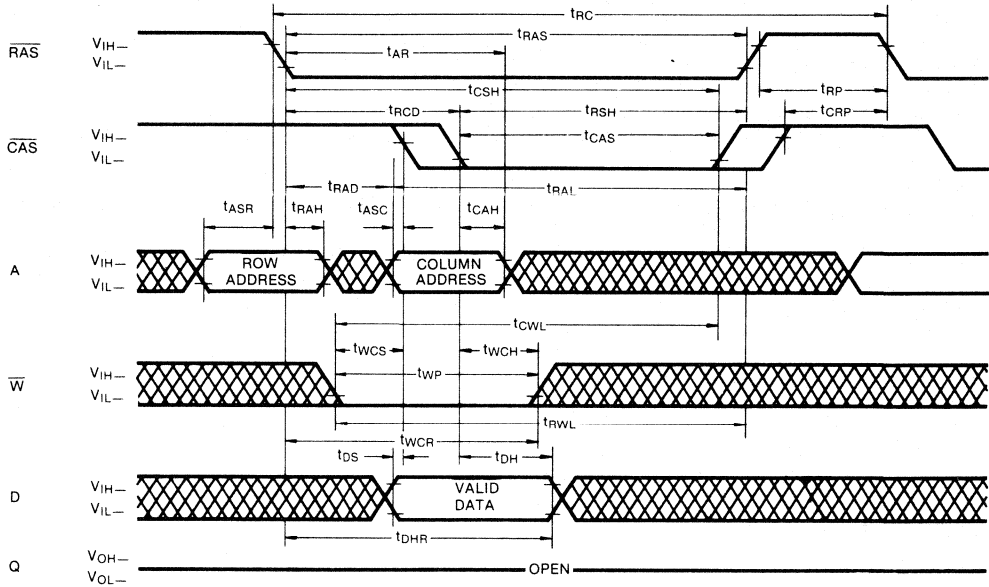 tRC
RAS
VIH
VIL
tRAS
tAR
tRP
tCSH
tRCD
tRSH
tCRP
CAS
VIH
VIL
tCAS
tRAD
tRAL
tASR
tRAH
tASC
tCAH
A
VIH
VIL
ROW
ADDRESS
COLUMN
ADDRESS
tCWL
tWCS
tWCH
W
VIH
VIL
tWP
tRWL
tWCR
tDS
tDH
D
VIH
VIL
VALID
DATA
tDHR
Q
VOH
VOL
OPEN